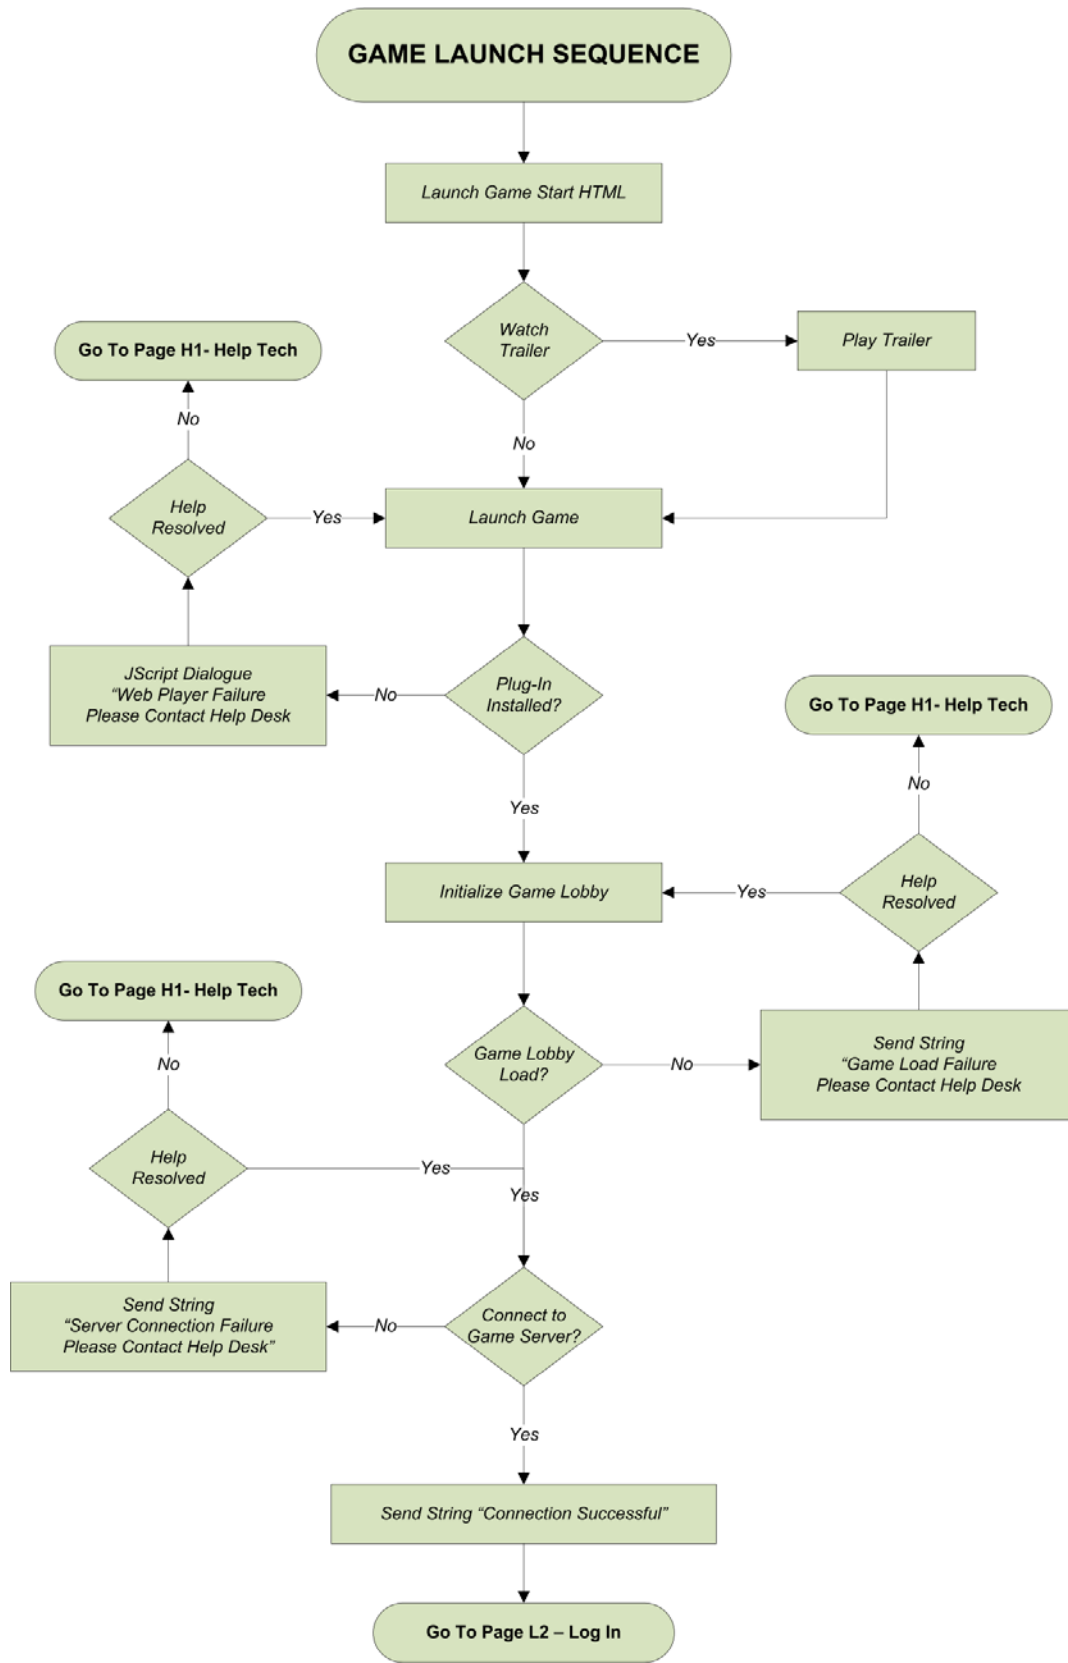 GAME LAUNCH SEQUENCE
Launch Game Start HTML
Watch
Trailer
Yes
Play Trailer
No
Go To Page H1- Help Tech
No
Help
Resolved
Yes
Launch Game
JScript Dialogue
“Web Player Failure
Please Contact Help Desk
No
Plug-In
Installed?
Yes
Go To Page H1- Help Tech
No
Help
Resolved
Yes
Initialize Game Lobby
Game Lobby
Load?
No
Send String
“Game Load Failure
Please Contact Help Desk
Go To Page H1- Help Tech
No
Help
Resolved
Yes
Yes
Send String
“Server Connection Failure
Please Contact Help Desk”
No
Connect to
Game Server?
Yes
Send String “Connection Successful”
Go To Page L2 – Log In